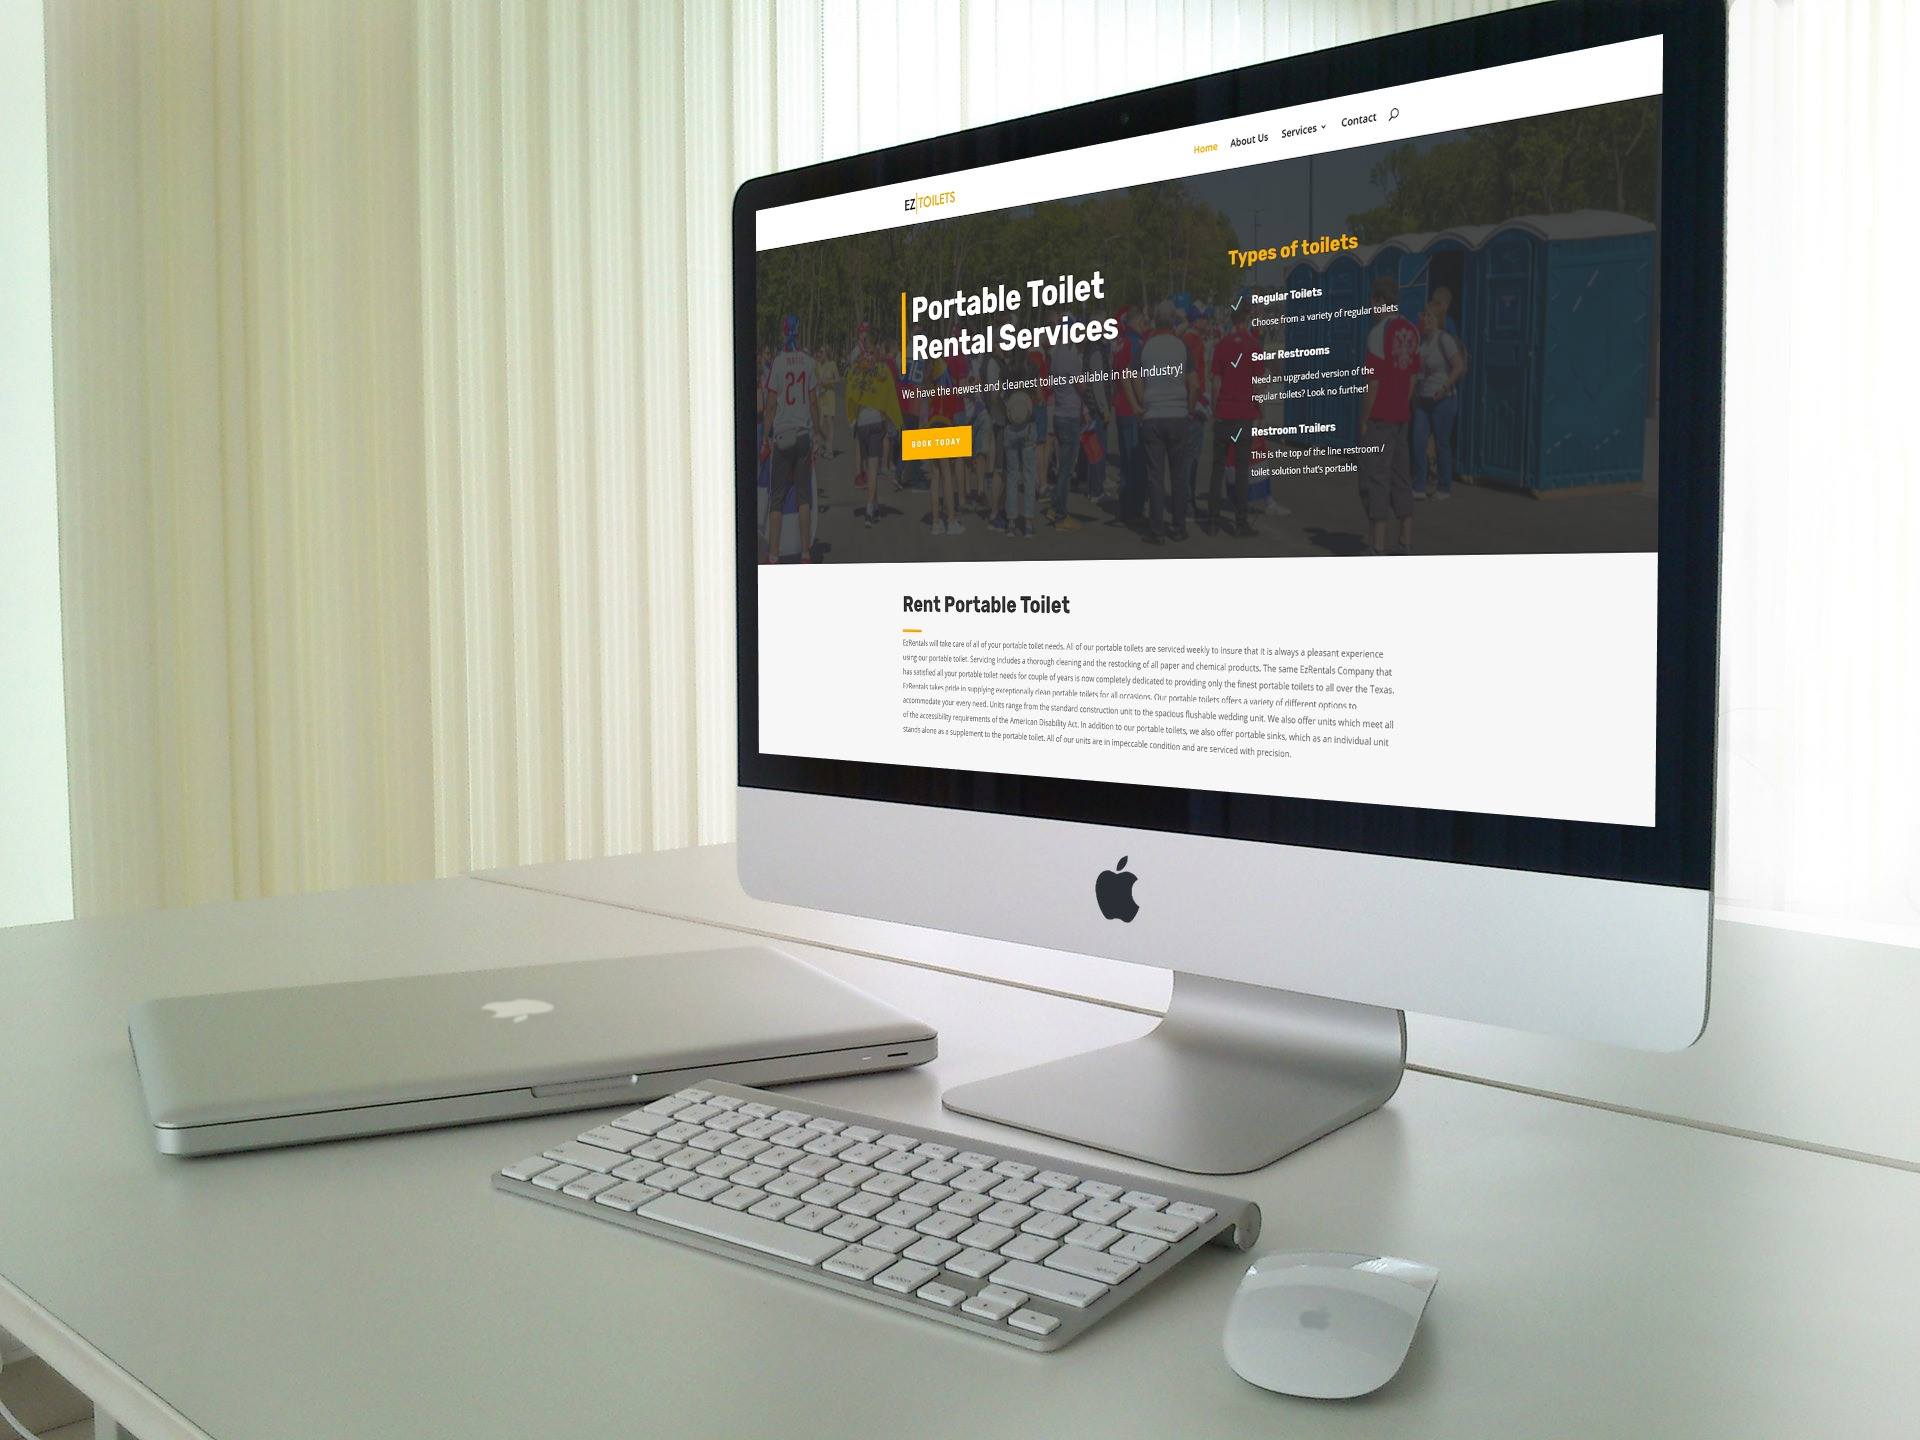 EZ|TOILETS
Home About Us Services Contact
Portable Toilet
Rental Services
We have the newest and cleanest toilets available in the Industry!
BOOK TODAY
Types of toilets
Regular Toilets
Choose from a variety of regular toilets
Solar Restrooms
Need an upgraded version of the
regular toilets? Look no further!
Restroom Trailers
This is the top of the line restroom /
toilet solution that's portable
21
16
Rent Portable Toilet
EzRentals will take care of all of your portable toilet needs. All of our portable toilets are serviced weekly to insure that it is always a pleasant experience
using our portable toilet. Servicing includes a thorough cleaning and the restocking of all paper and chemical products. The same EzRentals Company that
has satisfied all your portable toilet needs for couple of years is now completely dedicated to providing only the finest portable toilets to all over the Texas.
EzRentals takes pride in supplying exceptionally clean portable toilets for all occasions. Our portable toilets offers a variety of different options to
accommodate your every need. Units range from the standard construction unit to the spacious flushable wedding unit. We also offer units which meet all
of the accessibility requirements of the American Disability Act. In addition to our portable toilets, we also offer portable sinks, which as an individual unit
stands alone as a supplement to the portable toilet. All of our units are in impeccable condition and are serviced with precision.